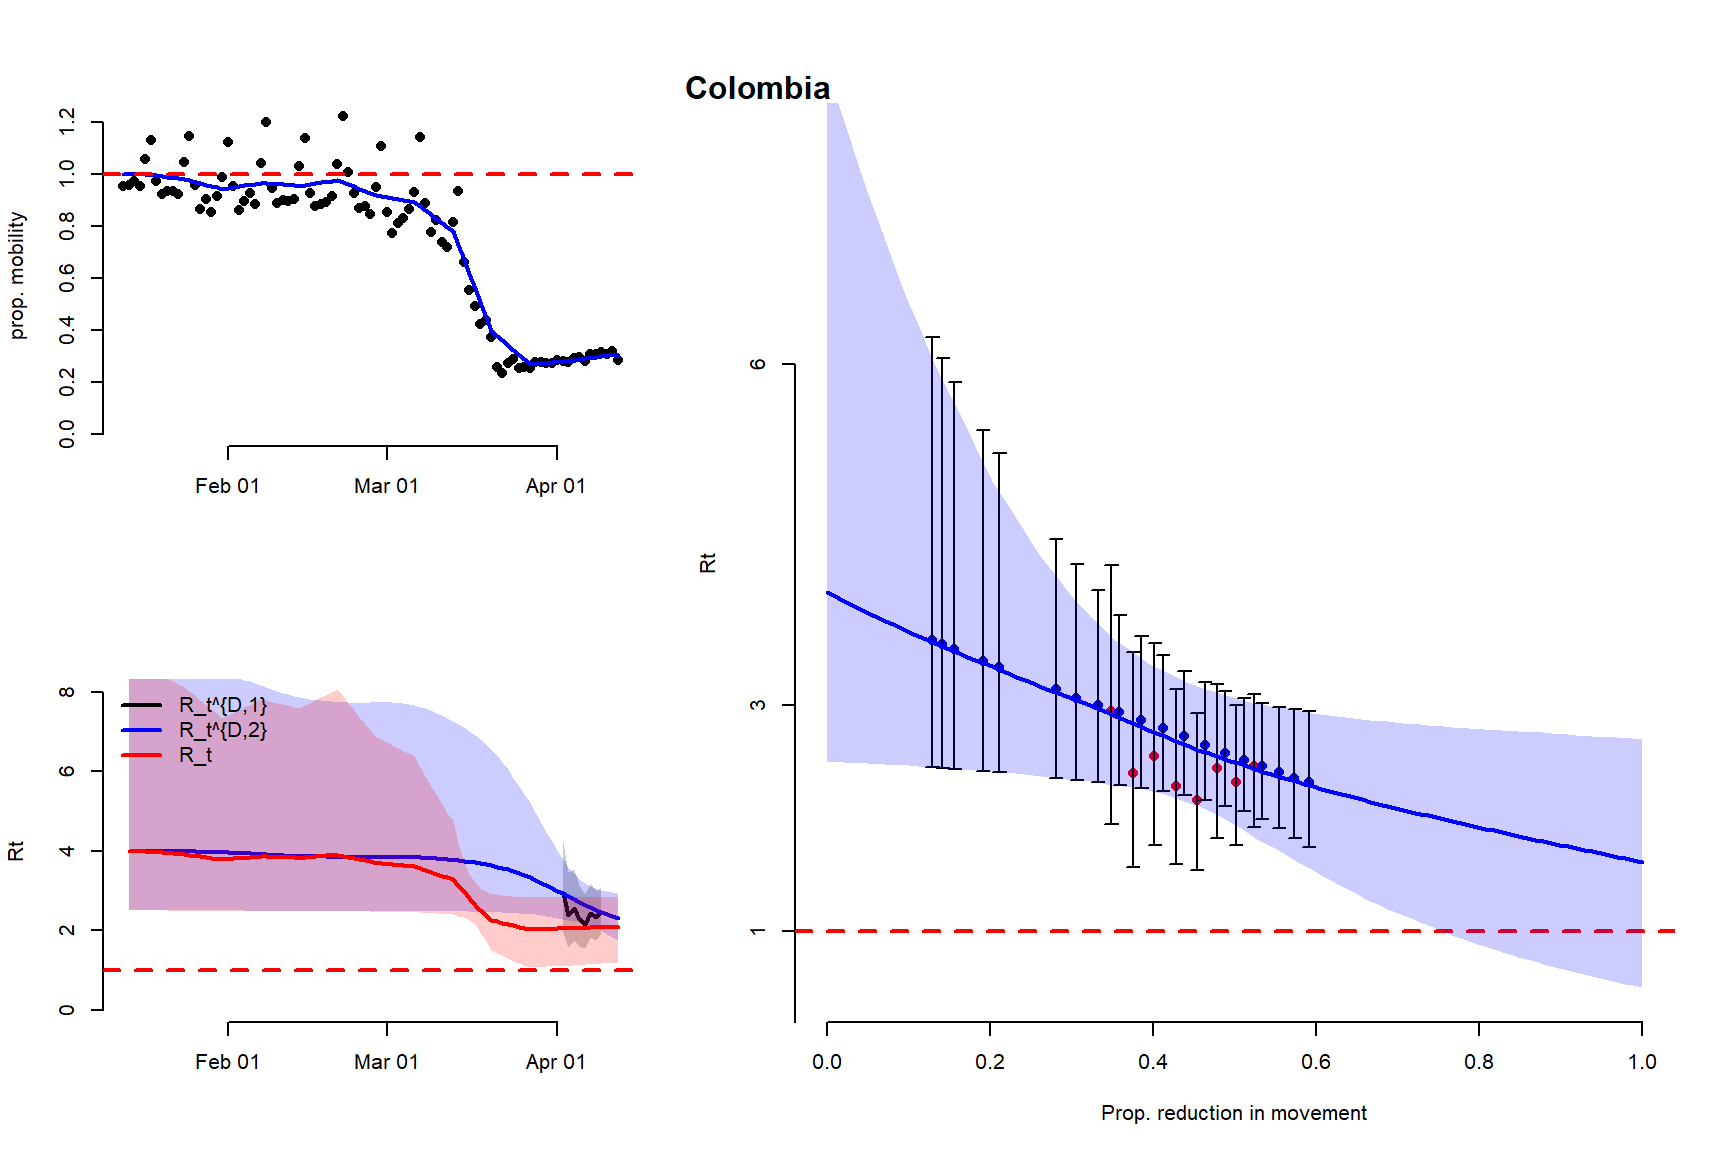 Colombia
prop. mobility
1.2
1.0
0.8
0.6
0.4
0.2
0.0
Feb 01 Mar 01 Apr 01
Rt
8
6
4
2
0
R_t^{D,1}
R_t^{D,2}
R_t
Feb 01 Mar 01 Apr 01
Rt
6
3
1
0.0 0.2 0.4 0.6 0.8 1.0
Prop. reduction in movement